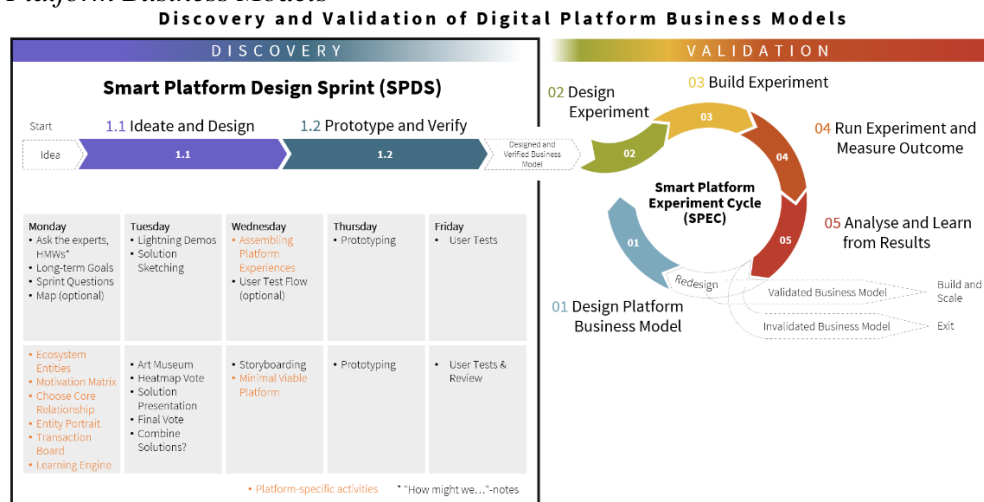 Platform Business Models
Discovery and Validation of Digital Platform Business Models
DISCOVERY
VALIDATION
Smart Platform Design Sprint (SPDS)
Start
1.1 Ideate and Design
1.2 Prototype and Verify
Idea
1.1
1.2
Designed and
Verified Business
Model
Monday
• Ask the experts,
HMWs*
• Long-term Goals
• Sprint Questions
• Map (optional)
Tuesday
• Lightning Demos
• Solution
Sketching
Wednesday
• Assembling
Platform
Experiences
• User Test Flow
(optional)
Thursday
• Prototyping
Friday
• User Tests
• Ecosystem
Entities
• Motivation Matrix
• Choose Core
Relationship
• Entity Portrait
• Transaction
Board
• Learning Engine
• Art Museum
• Heatmap Vote
• Solution
Presentation
• Final Vote
• Combine
Solutions?
• Storyboarding
• Minimal Viable
Platform
• Prototyping
• User Tests &
Review
• Platform-specific activities
* "How might we..."-notes
02 Design
Experiment
03 Build Experiment
04 Run Experiment and
Measure Outcome
05 Analyse and Learn
from Results
01 Design Platform
Business Model
02
03
04
05
01
Smart Platform
Experiment Cycle
(SPEC)
Redesign
Validated Business Model
Build and
Scale
Invalidated Business Model
Exit